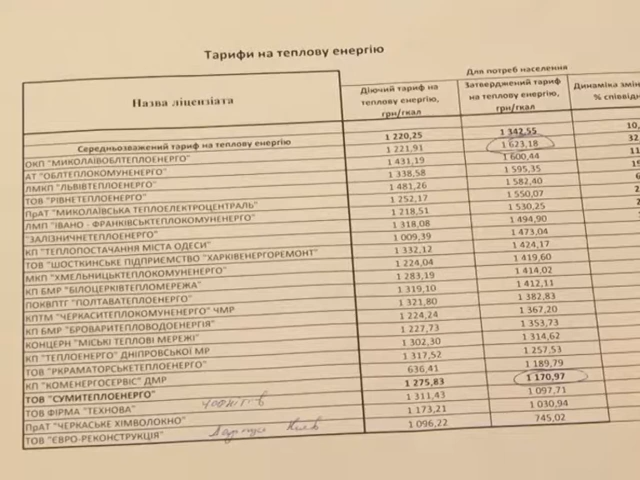 Тарифи на теплову енергію
Для потреб населення
Назва ліцензіата
Діючий тариф на теплову енергію, грн/гкал
Затверджений тариф на теплову енергію, грн/гкал
Динаміка змін
% співвідн
Середньозважений тариф на теплову енергію 1 220,25 1 342,55 10,
ОКП "МИКОЛАЇВОБЛТЕПЛОЕНЕРГО" 1 221,91 1 623,18 32,
АТ "ОБЛТЕПЛОКОМУНЕНЕРГО" 1 431,19 1 600,44 11
ЛМКП "ЛЬВІВТЕПЛОЕНЕРГО" 1 338,58 1 595,35
ТОВ "РІВНЕТЕПЛОЕНЕРГО" 1 481,26 1 582,40
ПрАТ "МИКОЛАЇВСЬКА ТЕПЛОЕЛЕКТРОЦЕНТРАЛЬ" 1 252,17 1 550,07
ЛМП "ІВАНО - ФРАНКІВСЬКТЕПЛОКОМУНЕНЕРГО" 1 218,51 1 530,25
"ЗАЛІЗНИЧНЕТЕПЛОЕНЕРГО" 1 318,08 1 494,90
КП "ТЕПЛОПОСТАЧАННЯ МІСТА ОДЕСИ" 1 009,39 1 473,04
ТОВ "ШОСТКИНСЬКЕ ПІДПРИЄМСТВО "ХАРКІВЕНЕРГОРЕМОНТ" 1 332,12 1 424,17
МКП "ХМЕЛЬНИЦЬКТЕПЛОКОМУНЕНЕРГО" 1 224,04 1 419,60
КП БМР "БІЛОЦЕРКІВТЕПЛОМЕРЕЖА" 1 283,19 1 414,02
ПОКВПТГ "ПОЛТАВАТЕПЛОЕНЕРГО" 1 319,10 1 412,11
КПТМ "ЧЕРКАСИТЕПЛОКОМУНЕНЕРГО" ЧМР 1 321,80 1 382,83
КП БМР "БРОВАРИТЕПЛОВОДОЕНЕРГІЯ" 1 224,24 1 367,20
КОНЦЕРН "МІСЬКІ ТЕПЛОВІ МЕРЕЖІ" 1 227,73 1 353,73
КП "ТЕПЛОЕНЕРГО" ДНІПРОВСЬКОЇ МР 1 302,30 1 314,62
ТОВ "РКРАМАТОРСЬКТЕПЛОЕНЕРГО" 1 317,52 1 257,53
КП "КОМЕНЕРГОСЕРВІС" ДМР 636,41 1 189,79
ТОВ "СУМИТЕПЛОЕНЕРГО" 1 275,83 1 170,97
ТОВ ФІРМА "ТЕХНОВА" 1 311,43 1 097,71
ПрАТ "ЧЕРКАСЬКЕ ХІМВОЛОКНО" 1 173,21 1 030,94
ТОВ "ЄВРО-РЕКОНСТРУКЦІЯ" 1 096,22 745,02